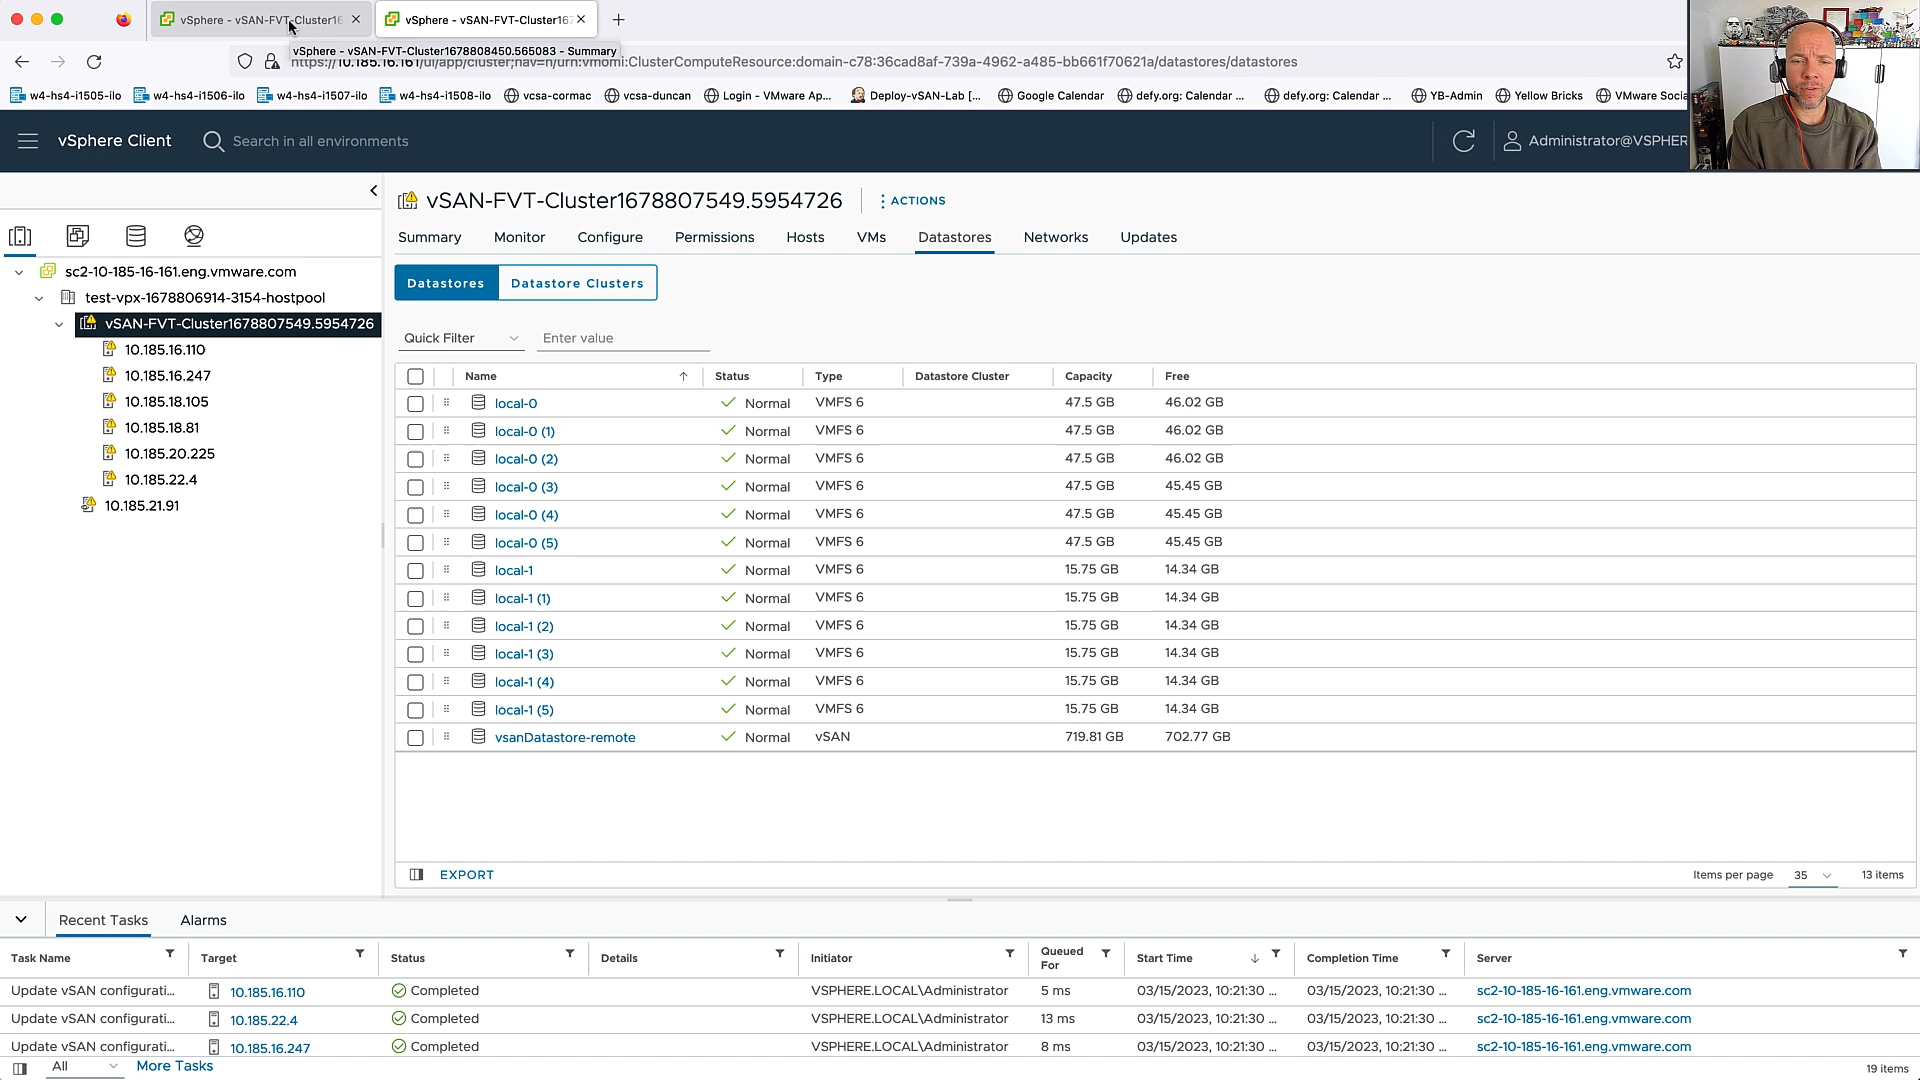 vSphere - vSAN-FVT-Cluster16
vSphere - vSAN-FVT-Cluster167
vSphere - vSAN-FVT-Cluster1678808450.565083 - Summary
https://10.185.16.161/ui/app/cluster;nav=h/urn:vmomi:ClusterComputeResource:domain-c78:36cad8af-739a-4962-a485-bb661f70621a/datastores/datastores
w4-hs4-i1505-ilo
w4-hs4-i1506-ilo
w4-hs4-i1507-ilo
w4-hs4-i1508-ilo
vcsa-cormac
vcsa-duncan
Login - VMware Ap...
Deploy-vSAN-Lab [...
Google Calendar
defy.org: Calendar ...
defy.org: Calendar ...
YB-Admin
Yellow Bricks
VMware Socia
vSphere Client
Search in all environments
Administrator@VSPHER
vSAN-FVT-Cluster1678807549.5954726
ACTIONS
Summary Monitor Configure Permissions Hosts VMs Datastores Networks Updates
sc2-10-185-16-161.eng.vmware.com
test-vpx-1678806914-3154-hostpool
vSAN-FVT-Cluster1678807549.5954726
10.185.16.110
10.185.16.247
10.185.18.105
10.185.18.81
10.185.20.225
10.185.22.4
10.185.21.91
Datastores Datastore Clusters
Quick Filter Enter value
Name Status Type Datastore Cluster Capacity Free
local-0 Normal VMFS 6 47.5 GB 46.02 GB
local-0 (1) Normal VMFS 6 47.5 GB 46.02 GB
local-0 (2) Normal VMFS 6 47.5 GB 46.02 GB
local-0 (3) Normal VMFS 6 47.5 GB 45.45 GB
local-0 (4) Normal VMFS 6 47.5 GB 45.45 GB
local-0 (5) Normal VMFS 6 47.5 GB 45.45 GB
local-1 Normal VMFS 6 15.75 GB 14.34 GB
local-1 (1) Normal VMFS 6 15.75 GB 14.34 GB
local-1 (2) Normal VMFS 6 15.75 GB 14.34 GB
local-1 (3) Normal VMFS 6 15.75 GB 14.34 GB
local-1 (4) Normal VMFS 6 15.75 GB 14.34 GB
local-1 (5) Normal VMFS 6 15.75 GB 14.34 GB
vsanDatastore-remote Normal vSAN 719.81 GB 702.77 GB
EXPORT
Items per page 35 13 items
Recent Tasks Alarms
Task Name Target Status Details Initiator Queued For Start Time Completion Time Server
Update vSAN configurati... 10.185.16.110 Completed VSPHERE.LOCAL\Administrator 5 ms 03/15/2023, 10:21:30 ... 03/15/2023, 10:21:30 ... sc2-10-185-16-161.eng.vmware.com
Update vSAN configurati... 10.185.22.4 Completed VSPHERE.LOCAL\Administrator 13 ms 03/15/2023, 10:21:30 ... 03/15/2023, 10:21:30 ... sc2-10-185-16-161.eng.vmware.com
Update vSAN configurati... 10.185.16.247 Completed VSPHERE.LOCAL\Administrator 8 ms 03/15/2023, 10:21:30 ... 03/15/2023, 10:21:30 ... sc2-10-185-16-161.eng.vmware.com
All More Tasks
19 items